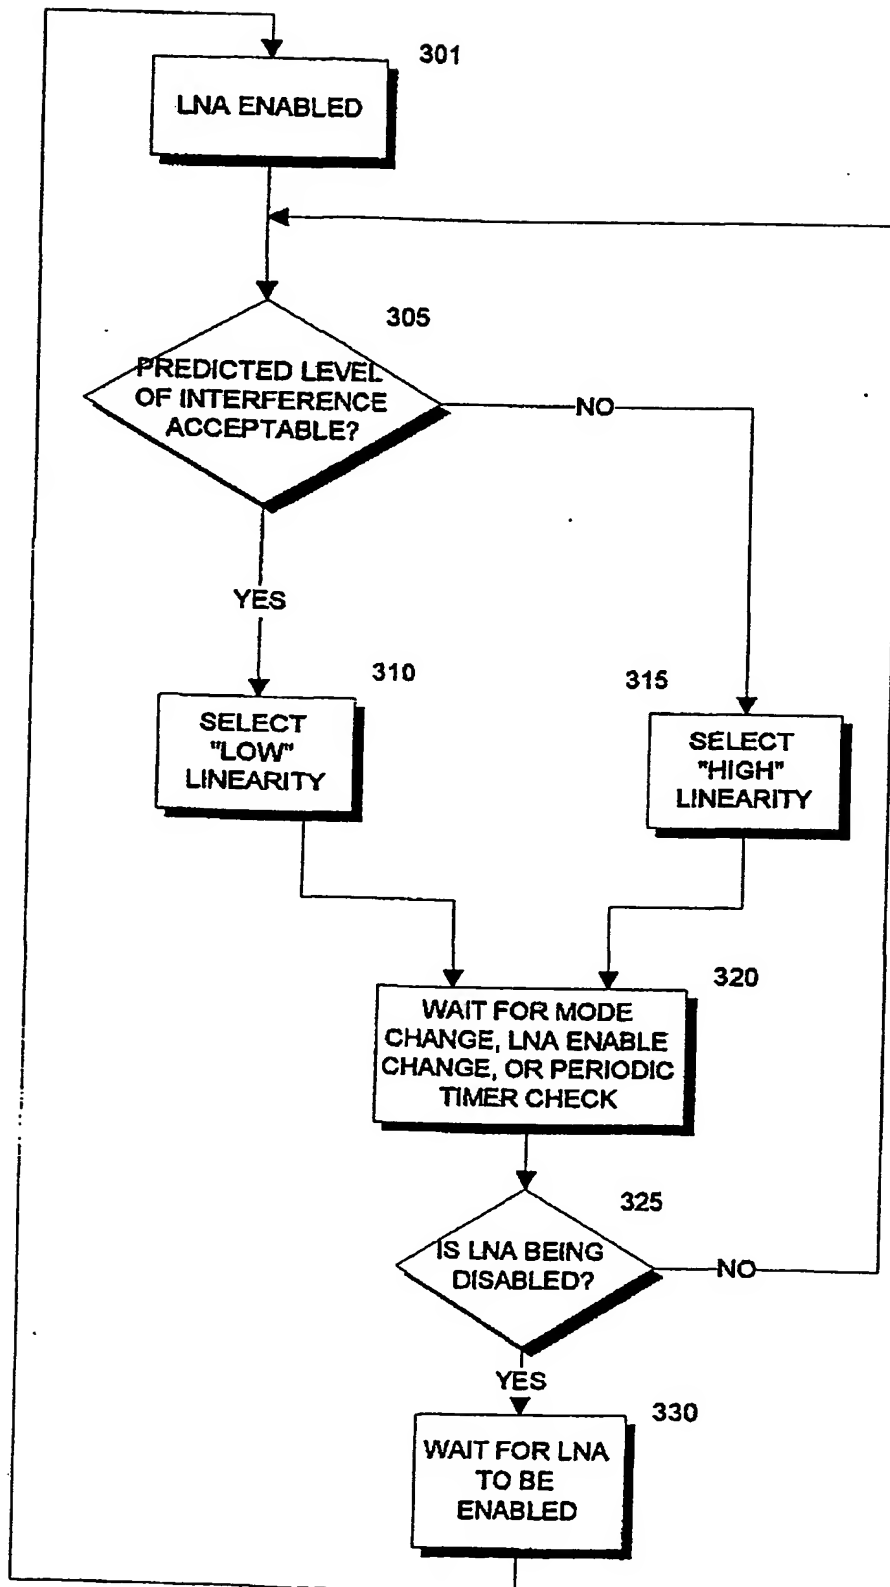 301
LNA ENABLED
305
PREDICTED LEVEL
OF INTERFERENCE
ACCEPTABLE?
NO
YES
310
SELECT
"LOW"
LINEARITY
315
SELECT
"HIGH"
LINEARITY
320
WAIT FOR MODE
CHANGE, LNA ENABLE
CHANGE, OR PERIODIC
TIMER CHECK
325
IS LNA BEING
DISABLED?
NO
YES
330
WAIT FOR LNA
TO BE
ENABLED